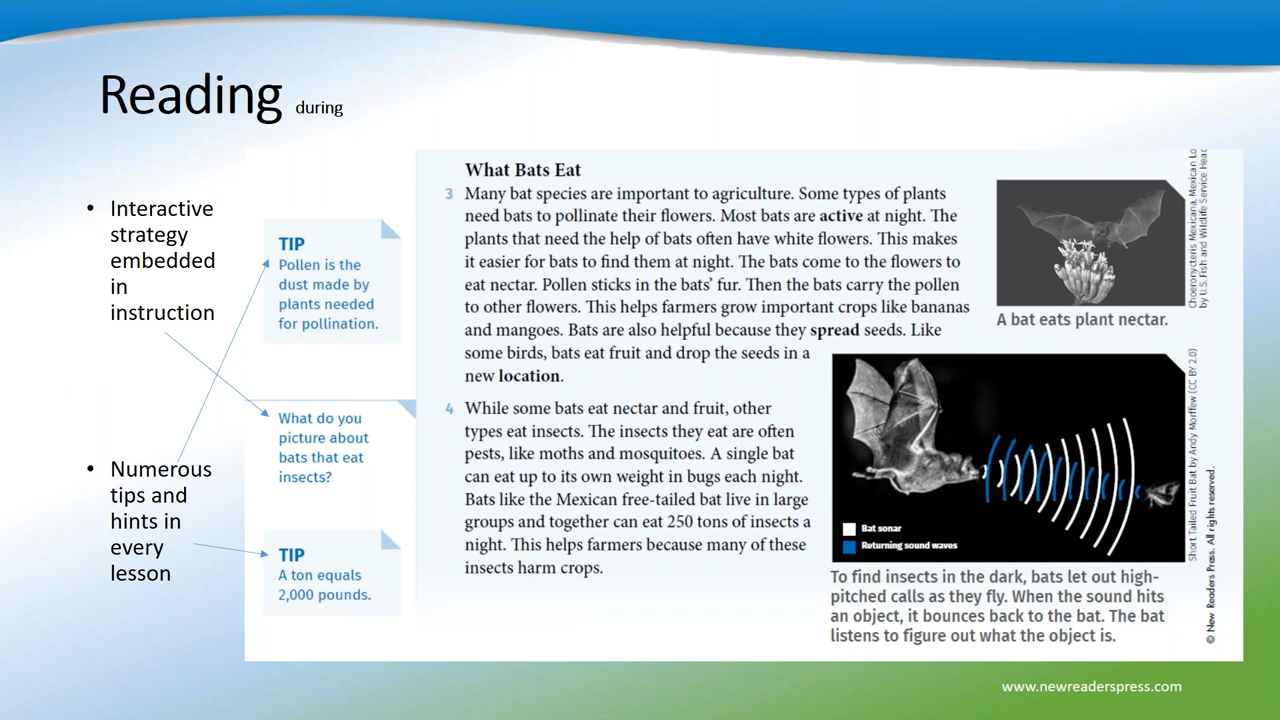 Reading during
• Interactive
strategy
embedded
in
instruction
• Numerous
tips and
hints in
every
lesson
TIP
Pollen is the
dust made by
plants needed
for pollination.
What do you
picture about
bats that eat
insects?
TIP
A ton equals
2,000 pounds.
What Bats Eat
3 Many bat species are important to agriculture. Some types of plants
need bats to pollinate their flowers. Most bats are active at night. The
plants that need the help of bats often have white flowers. This makes
it easier for bats to find them at night. The bats come to the flowers to
eat nectar. Pollen sticks in the bats’ fur. Then the bats carry the pollen
to other flowers. This helps farmers grow important crops like bananas
and mangoes. Bats are also helpful because they spread seeds. Like
some birds, bats eat fruit and drop the seeds in a
new location.
4 While some bats eat nectar and fruit, other
types eat insects. The insects they eat are often
pests, like moths and mosquitoes. A single bat
can eat up to its own weight in bugs each night.
Bats like the Mexican free-tailed bat live in large
groups and together can eat 250 tons of insects a
night. This helps farmers because many of these
insects harm crops.
A bat eats plant nectar.
Choeronycteris Mexicana, Mexican Lo
by U.S. Fish and Wildlife Service Head
Bat sonar
Returning sound waves
Short Tailed Fruit Bat by Andy Morffew (CC BY 2.0)
To find insects in the dark, bats let out high-
pitched calls as they fly. When the sound hits
an object, it bounces back to the bat. The bat
listens to figure out what the object is.
© New Readers Press. All rights reserved.
www.newreaderspress.com